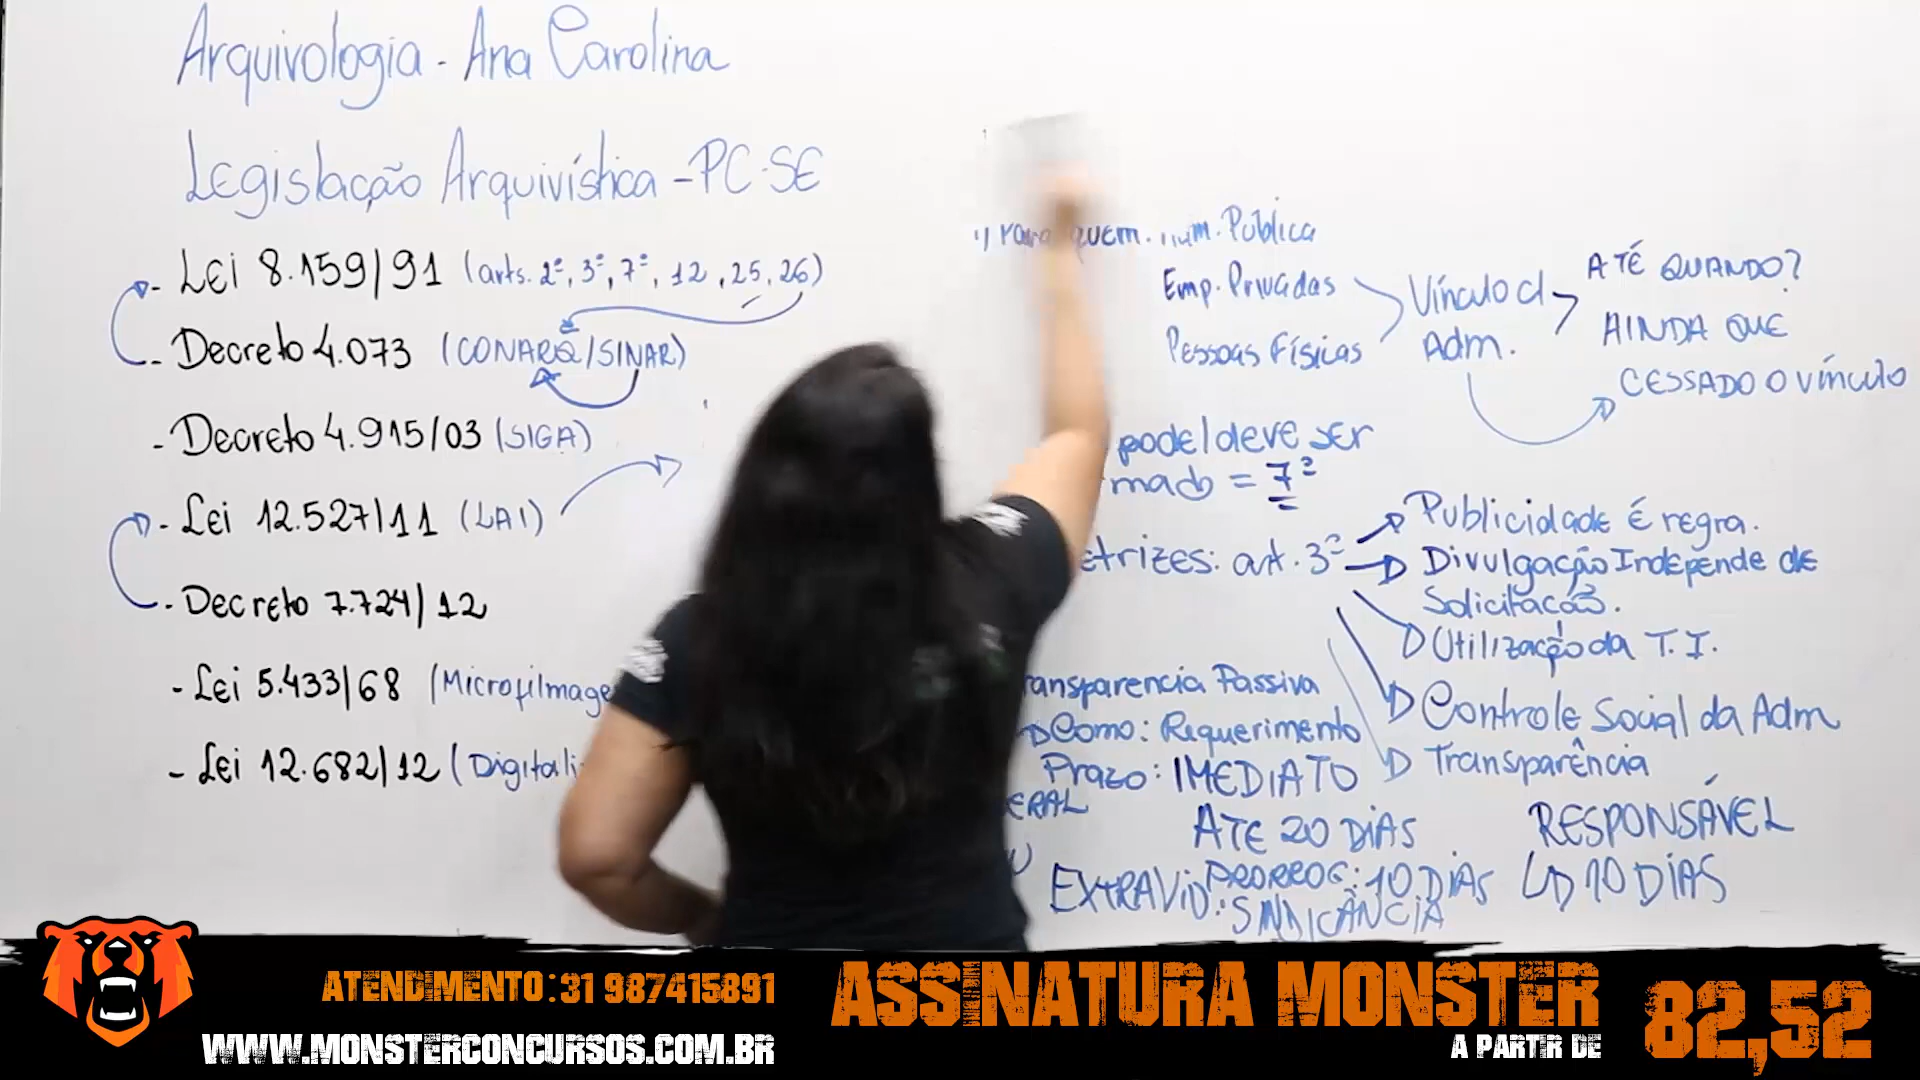 Arquivologia - Ana Carolina
Legislação Arquivística - PC-SE
- Lei 8.159/91 (arts. 2º, 3º, 7º, 12, 25, 26)
- Decreto 4.073 (CONARQ/SINAR)
- Decreto 4.915/03 (SIGA)
- Lei 12.527/11 (LAI)
- Decreto 7.724/12
- Lei 5.433/68 (Microfilmage
- Lei 12.682/12 (Digitali
quem. Pública
Emp. Privadas
Pessoas Físicas
Vínculo c/
Adm.
ATÉ QUANDO?
AINDA QUE
CESSADO O vínculo
pode/deve ser
mado = 7º
etrizes: art. 3º
Publicidade É regra.
Divulgação Independe de
Solicitação.
Utilização da T.I.
Controle Social da Adm
Transparência
ansparencia Passiva
Como: Requerimento
Prazo: IMEDIATO
ERAL
ATE 20 DIAS
PRORROG: 10 DIAS
EXTRAVIO: SINDICÂNCIA
RESPONSÁVEL
10 DIAS
ATENDIMENTO: 31 987415891
WWW.MONSTERCONCURSOS.COM.BR
ASSINATURA MONSTER
A PARTIR DE
82,52